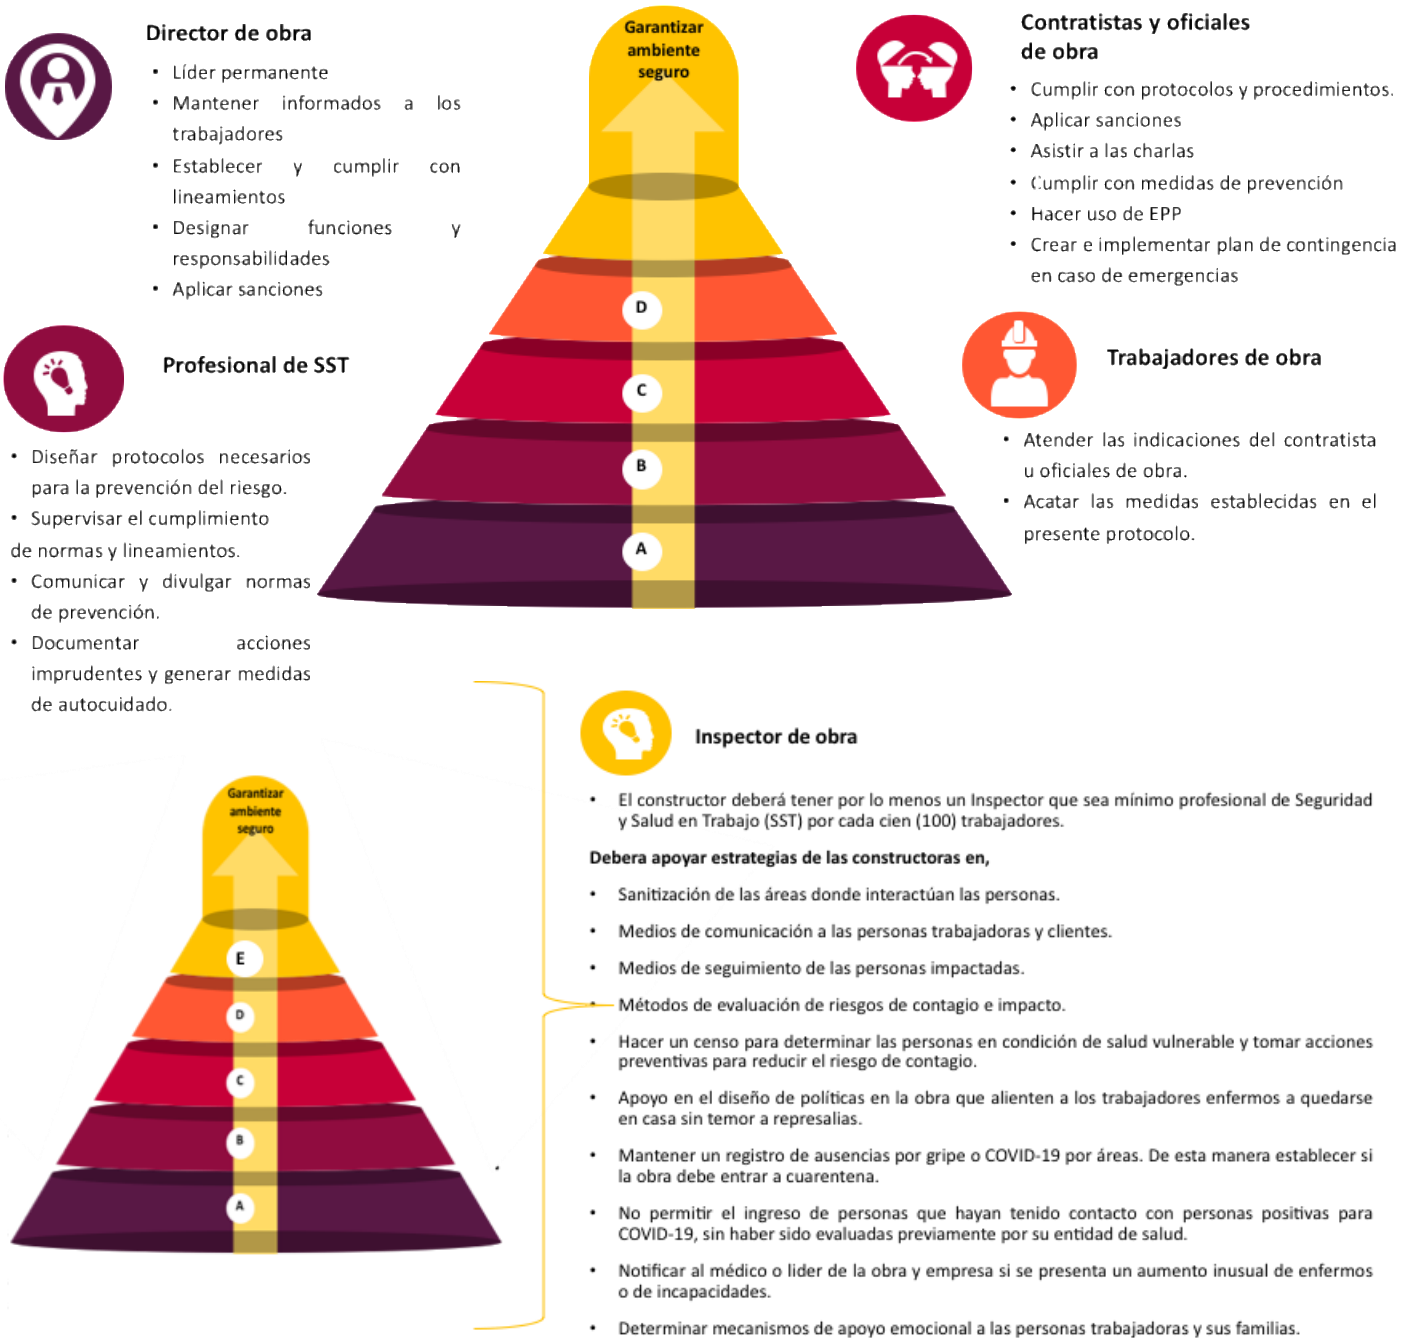 Director de obra
• Líder permanente
• Mantener informados a los
trabajadores
• Establecer y cumplir con
lineamientos
• Designar funciones y
responsabilidades
• Aplicar sanciones
Profesional de SST
• Diseñar protocolos necesarios
para la prevención del riesgo.
• Supervisar el cumplimiento
de normas y lineamientos.
• Comunicar y divulgar normas
de prevención.
• Documentar acciones
imprudentes y generar medidas
de autocuidado.
Garantizar
ambiente
seguro
D
C
B
A
Contratistas y oficiales
de obra
• Cumplir con protocolos y procedimientos.
• Aplicar sanciones
• Asistir a las charlas
• Cumplir con medidas de prevención
• Hacer uso de EPP
• Crear e implementar plan de contingencia
en caso de emergencias
Trabajadores de obra
• Atender las indicaciones del contratista
u oficiales de obra.
• Acatar las medidas establecidas en el
presente protocolo.
Garantizar
ambiente
seguro
E
D
C
B
A
Inspector de obra
• El constructor deberá tener por lo menos un Inspector que sea mínimo profesional de Seguridad
y Salud en Trabajo (SST) por cada cien (100) trabajadores.
Debera apoyar estrategias de las constructoras en,
• Sanitización de las áreas donde interactúan las personas.
• Medios de comunicación a las personas trabajadoras y clientes.
• Medios de seguimiento de las personas impactadas.
• Métodos de evaluación de riesgos de contagio e impacto.
• Hacer un censo para determinar las personas en condición de salud vulnerable y tomar acciones
preventivas para reducir el riesgo de contagio.
• Apoyo en el diseño de políticas en la obra que alienten a los trabajadores enfermos a quedarse
en casa sin temor a represalias.
• Mantener un registro de ausencias por gripe o COVID-19 por áreas. De esta manera establecer si
la obra debe entrar a cuarentena.
• No permitir el ingreso de personas que hayan tenido contacto con personas positivas para
COVID-19, sin haber sido evaluadas previamente por su entidad de salud.
• Notificar al médico o lider de la obra y empresa si se presenta un aumento inusual de enfermos
o de incapacidades.
• Determinar mecanismos de apoyo emocional a las personas trabajadoras y sus familias.